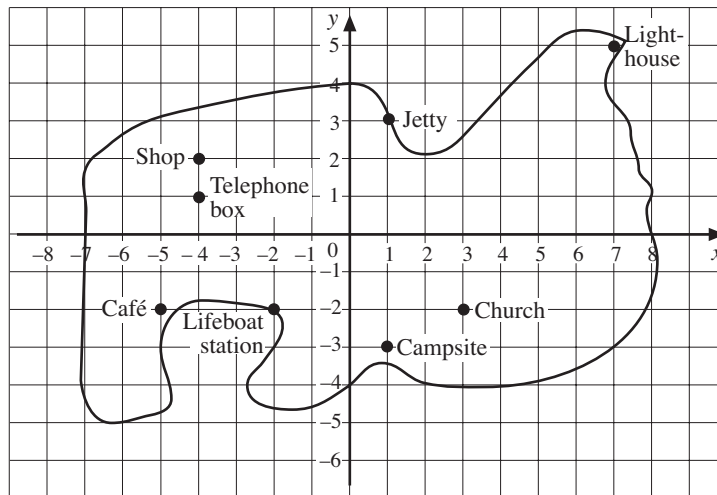 y
5
Light-
house
4
3
Jetty
Shop
2
Telephone
box
1
–8 –7 –6 –5 –4 –3 –2 –1 0 1 2 3 4 5 6 7 8 x
–1
Café
–2
Church
Lifeboat
station
–3
Campsite
–4
–5
–6